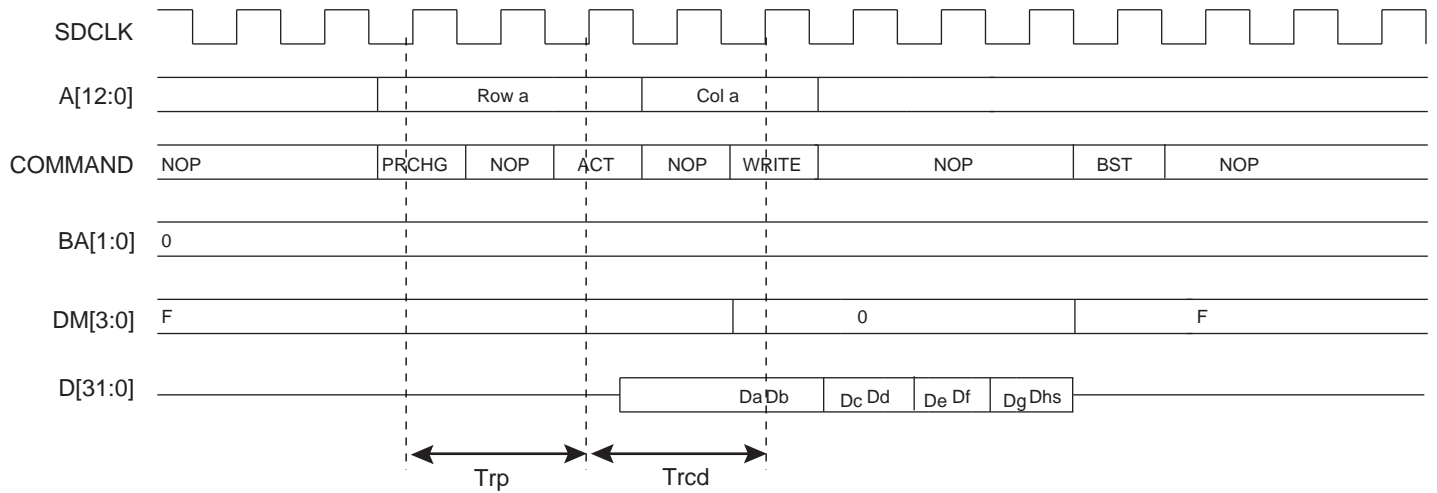 SDCLK
A[12:0] Row a Col a
COMMAND NOP PRCHG NOP ACT NOP WRITE NOP BST NOP
BA[1:0] 0
DM[3:0] F 0 F
D[31:0] Da Db Dc Dd De Df Dg Dhs
Trp Trcd